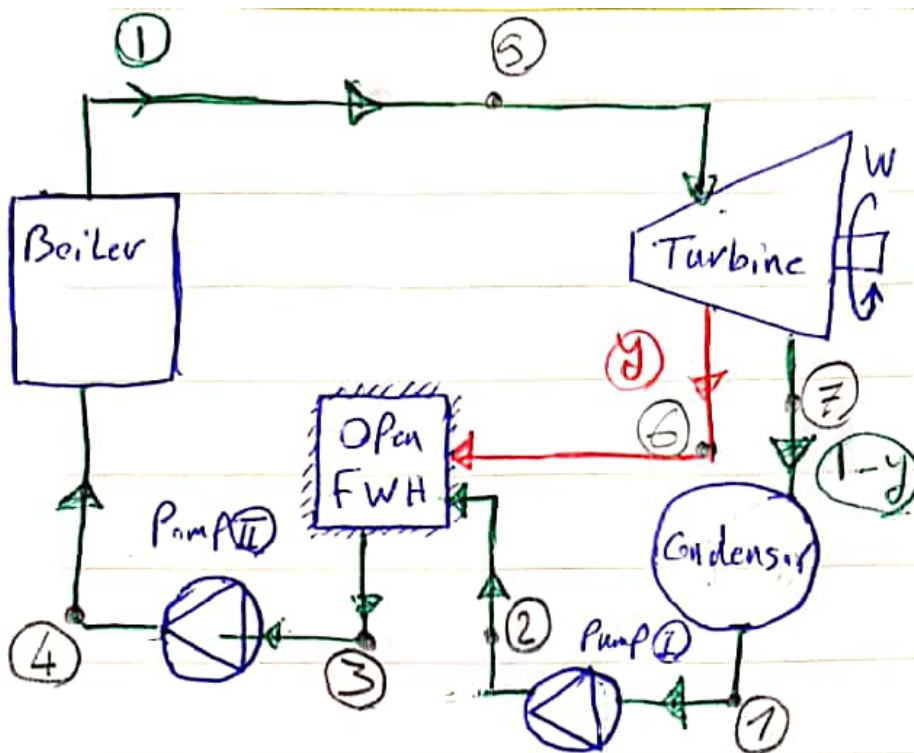 1
5
Boiler
Turbine
W
y
6
7
1-y
Open
FWH
Pump II
Condensor
4
3
2
Pump I
1